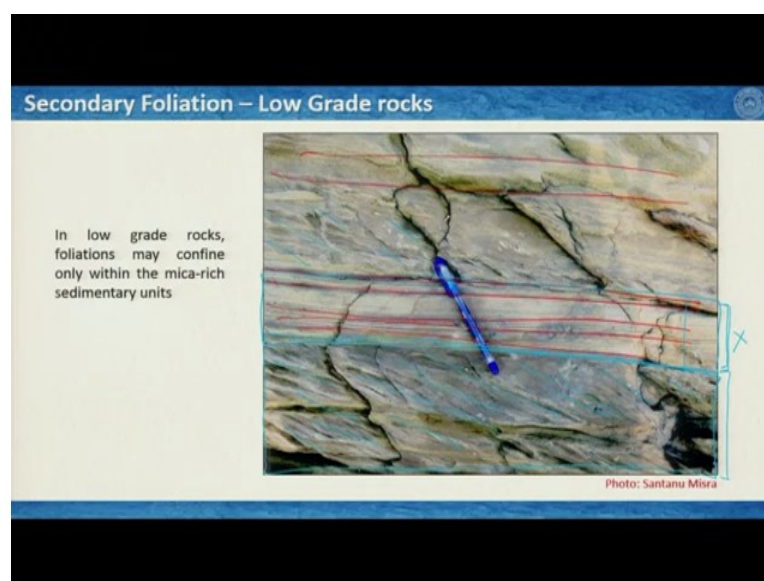 Secondary Foliation – Low Grade rocks
In low grade rocks,
foliations may confine
only within the mica-rich
sedimentary units
X
Photo: Santanu Misra